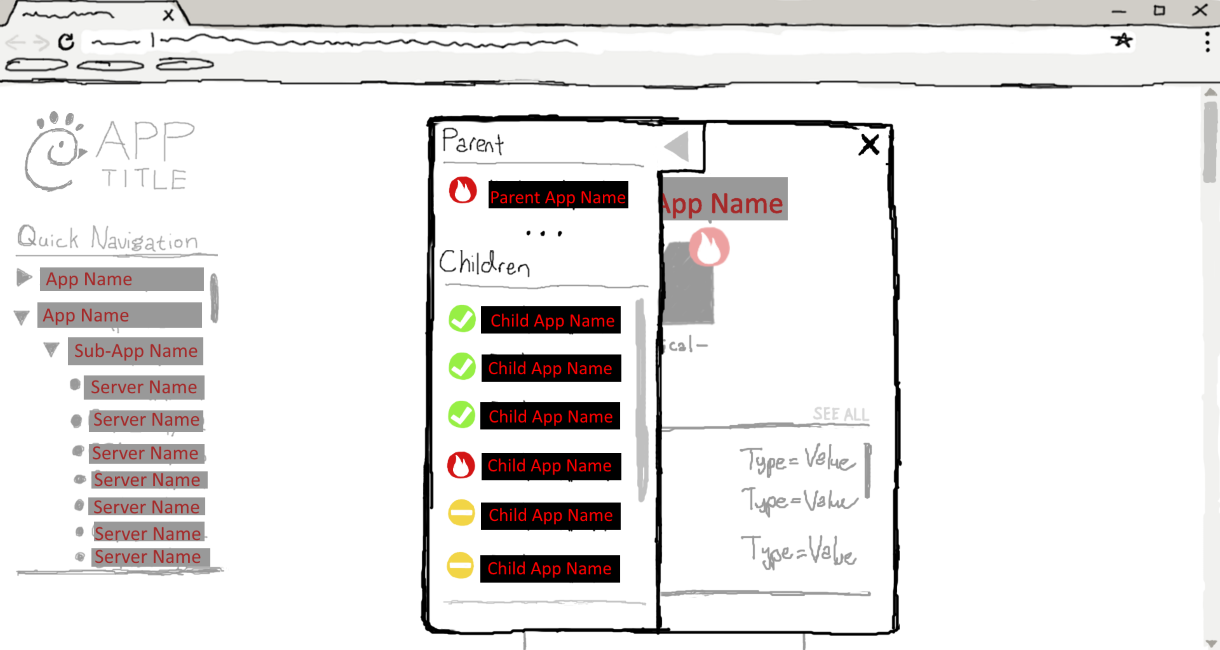 APP
TITLE
Quick Navigation
App Name
App Name
Sub-App Name
Server Name
Server Name
Server Name
Server Name
Server Name
Server Name
Server Name
Parent
Parent App Name
...
Children
Child App Name
Child App Name
Child App Name
Child App Name
Child App Name
Child App Name
App Name
ical-
SEE ALL
Type=Value
Type=Value
Type=Value